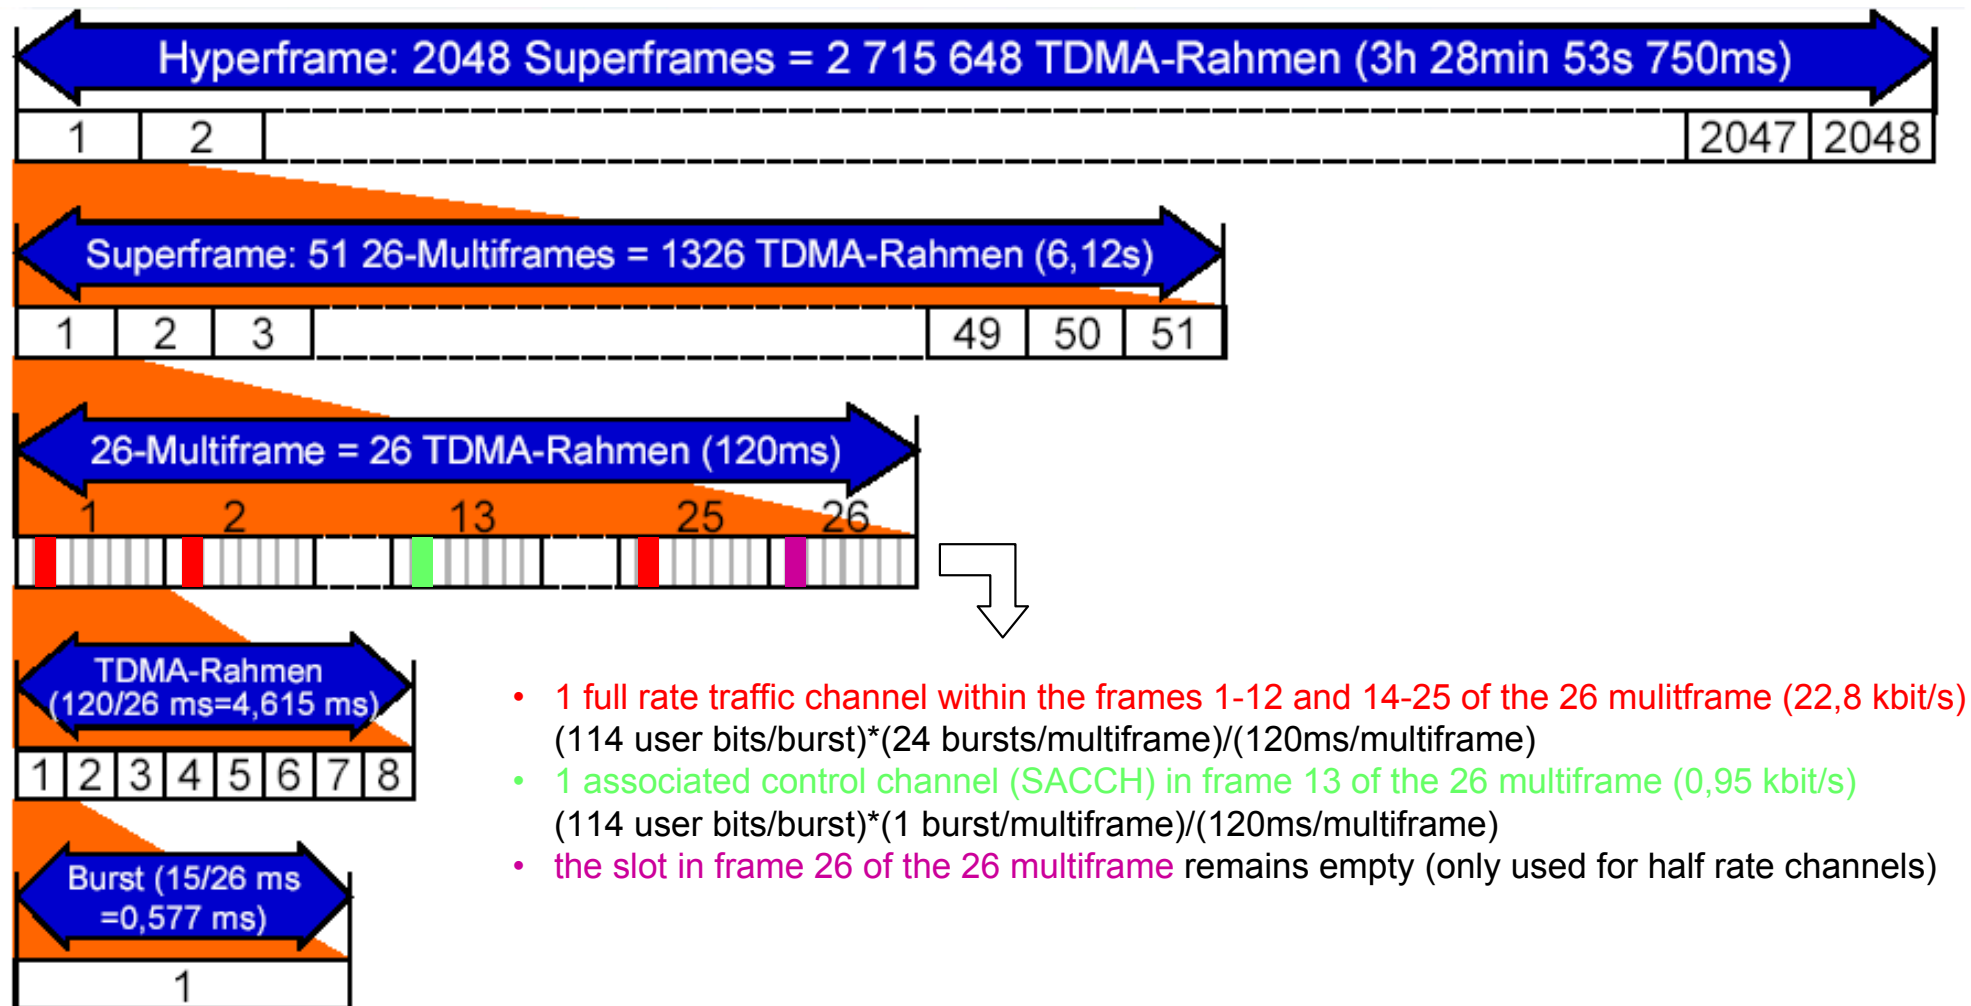 Hyperframe: 2048 Superframes = 2 715 648 TDMA-Rahmen (3h 28min 53s 750ms)
1 2 2047 2048
Superframe: 51 26-Multiframes = 1326 TDMA-Rahmen (6,12s)
1 2 3 49 50 51
26-Multiframe = 26 TDMA-Rahmen (120ms)
1 2 13 25 26
TDMA-Rahmen
(120/26 ms=4,615 ms)
1 2 3 4 5 6 7 8
Burst (15/26 ms
=0,577 ms)
1
• 1 full rate traffic channel within the frames 1-12 and 14-25 of the 26 mulitframe (22,8 kbit/s)
(114 user bits/burst)*(24 bursts/multiframe)/(120ms/multiframe)
• 1 associated control channel (SACCH) in frame 13 of the 26 multiframe (0,95 kbit/s)
(114 user bits/burst)*(1 burst/multiframe)/(120ms/multiframe)
• the slot in frame 26 of the 26 multiframe remains empty (only used for half rate channels)